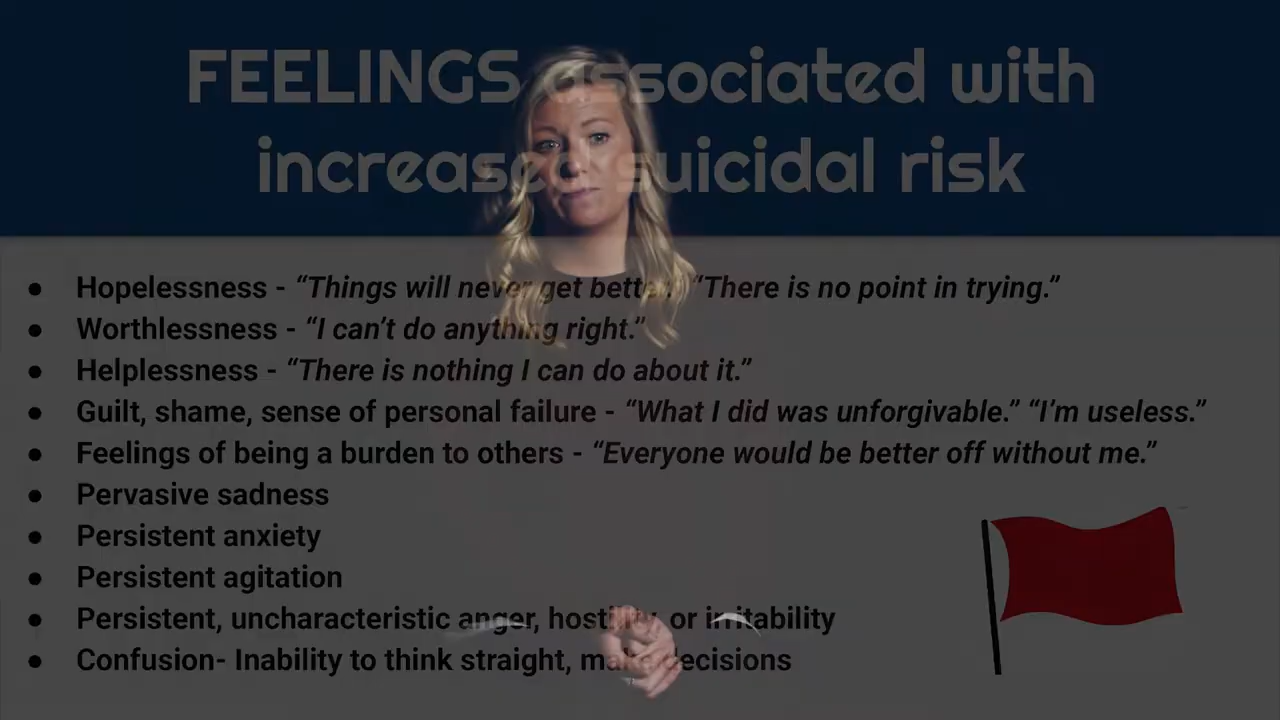 FEELINGS associated with
increased suicidal risk
● Hopelessness - “Things will never get better.” “There is no point in trying.”
● Worthlessness - “I can’t do anything right.”
● Helplessness - “There is nothing I can do about it.”
● Guilt, shame, sense of personal failure - “What I did was unforgivable.” “I’m useless.”
● Feelings of being a burden to others - “Everyone would be better off without me.”
● Pervasive sadness
● Persistent anxiety
● Persistent agitation
● Persistent, uncharacteristic anger, hostility, or irritability
● Confusion- Inability to think straight, make decisions